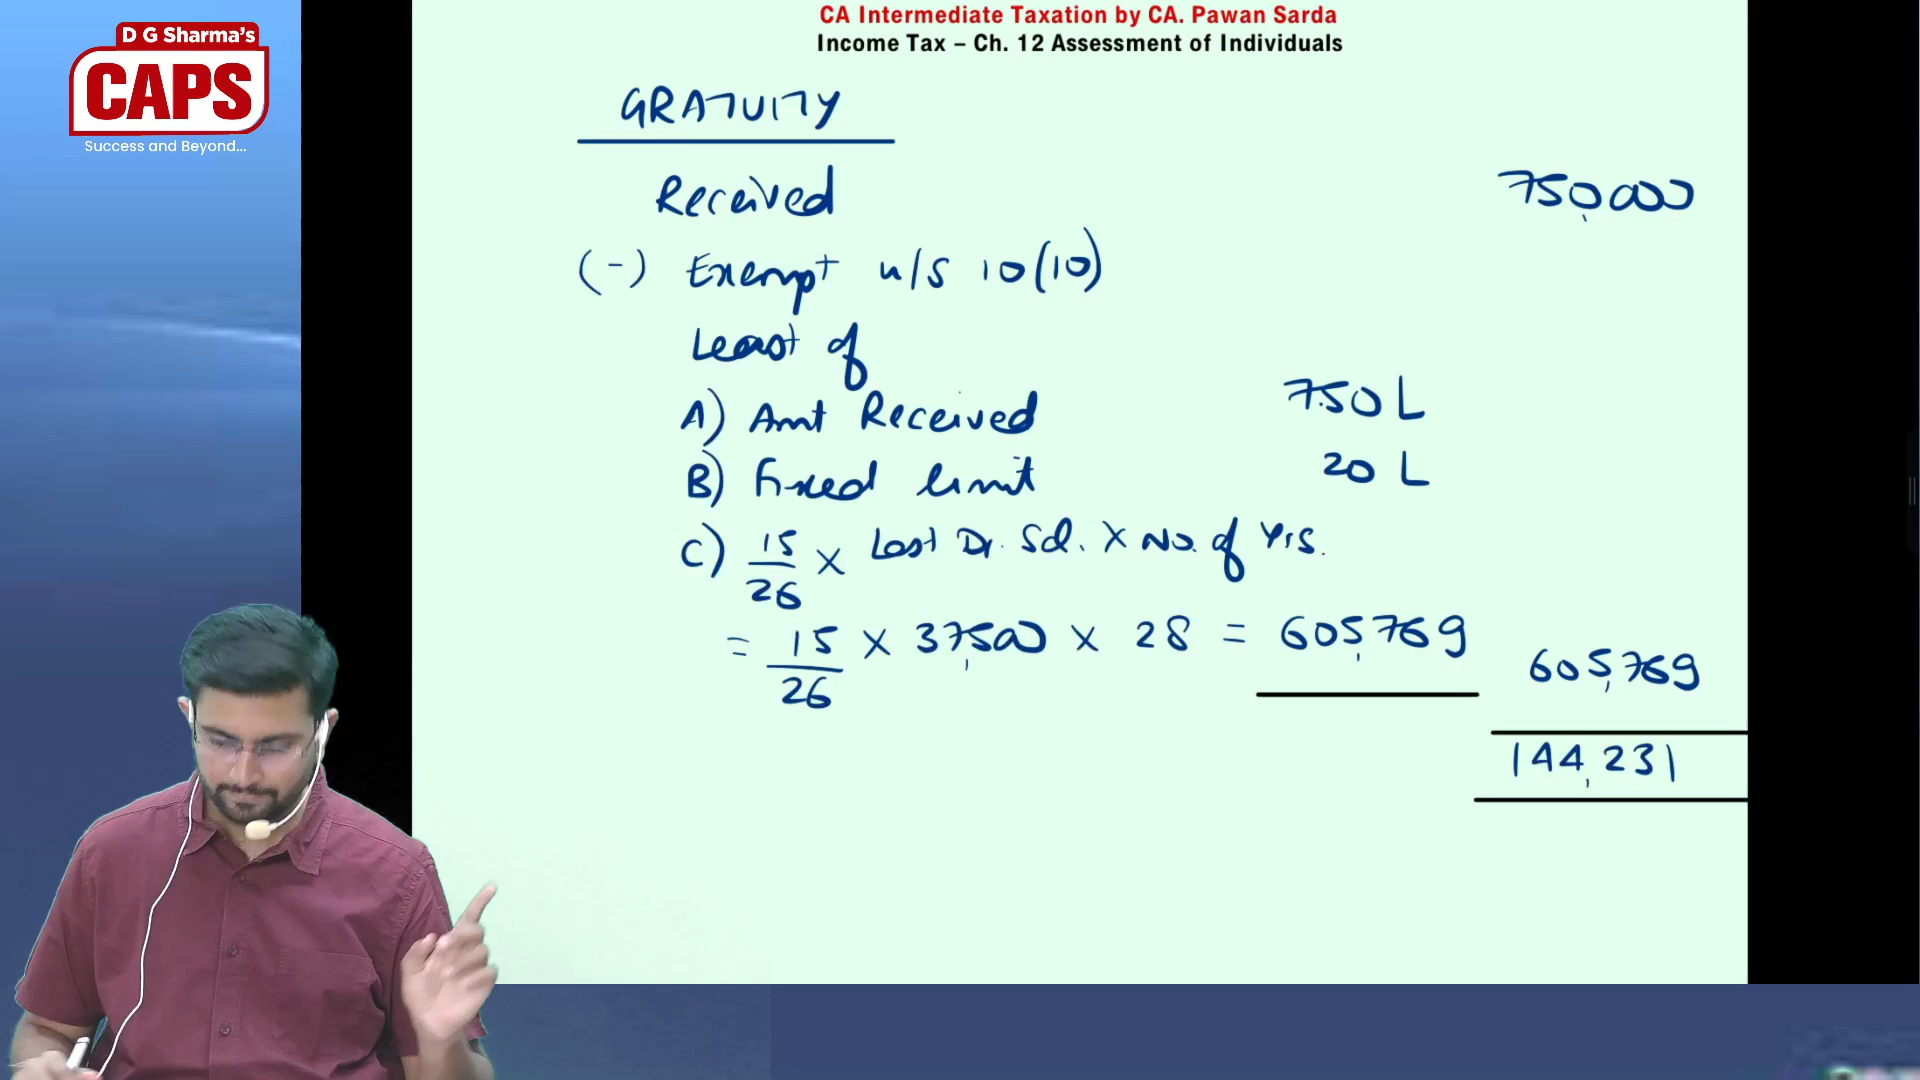 CA Intermediate Taxation by CA. Pawan Sarda
Income Tax – Ch. 12 Assessment of Individuals
D G Sharma's
CAPS
Success and Beyond...
GRATUITY
Received 750,000
(-) Exempt u/s 10(10)
Least of
A) Amt Received 7.50 L
B) fixed limit 20 L
C) 15/26 × Last Dr. Sal. × No. of Yrs.
= 15/26 × 37,500 × 28 = 605,769 605,769
144,231